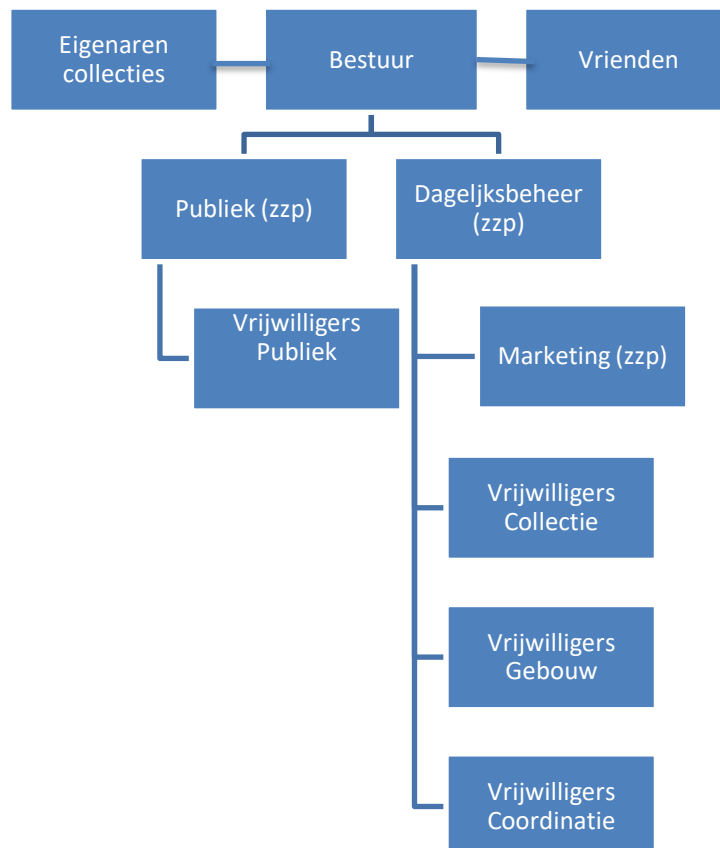 Eigenaren
collecties
Bestuur
Vrienden
Publiek (zzp)
Dageljksbeheer
(zzp)
Vrijwilligers
Publiek
Marketing (zzp)
Vrijwilligers
Collectie
Vrijwilligers
Gebouw
Vrijwilligers
Coordinatie